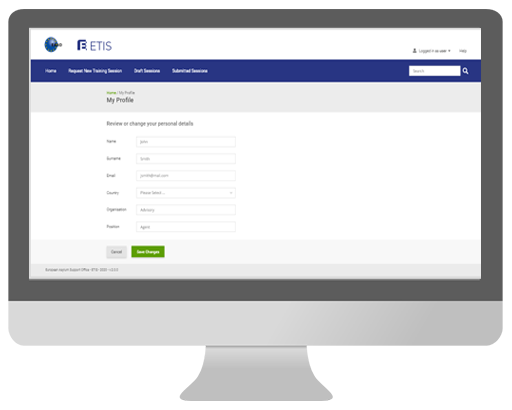 ETIS
Logged in as user Help
Home Request New Training Session Draft Sessions Submitted Sessions Search
Home / My Profile
My Profile
Review or change your personal details
Name John
Surname Smith
Email jsmith@mail.com
Country Please Select ...
Organisation Advisory
Position Agent
Cancel Save Changes
European Asylum Support Office - ETIS - 2020 -